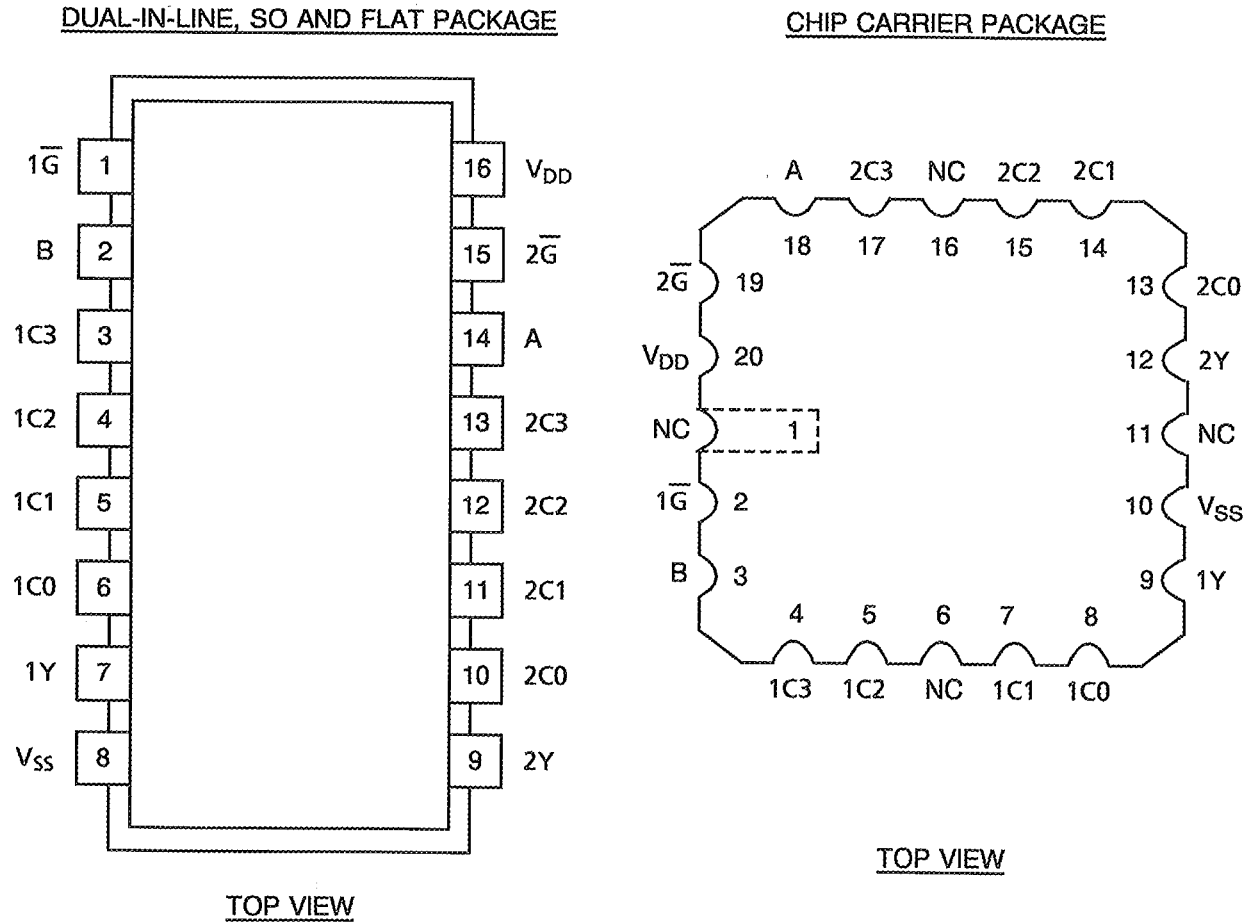 DUAL-IN-LINE, SO AND FLAT PACKAGE
1G̅ 1 16 VDD
B 2 15 2G̅
1C3 3 14 A
1C2 4 13 2C3
1C1 5 12 2C2
1C0 6 11 2C1
1Y 7 10 2C0
VSS 8 9 2Y
TOP VIEW
CHIP CARRIER PACKAGE
A 2C3 NC 2C2 2C1
18 17 16 15 14
2G̅ 19 13 2C0
VDD 20 12 2Y
NC 1 11 NC
1G̅ 2 10 VSS
B 3 9 1Y
4 5 6 7 8
1C3 1C2 NC 1C1 1C0
TOP VIEW